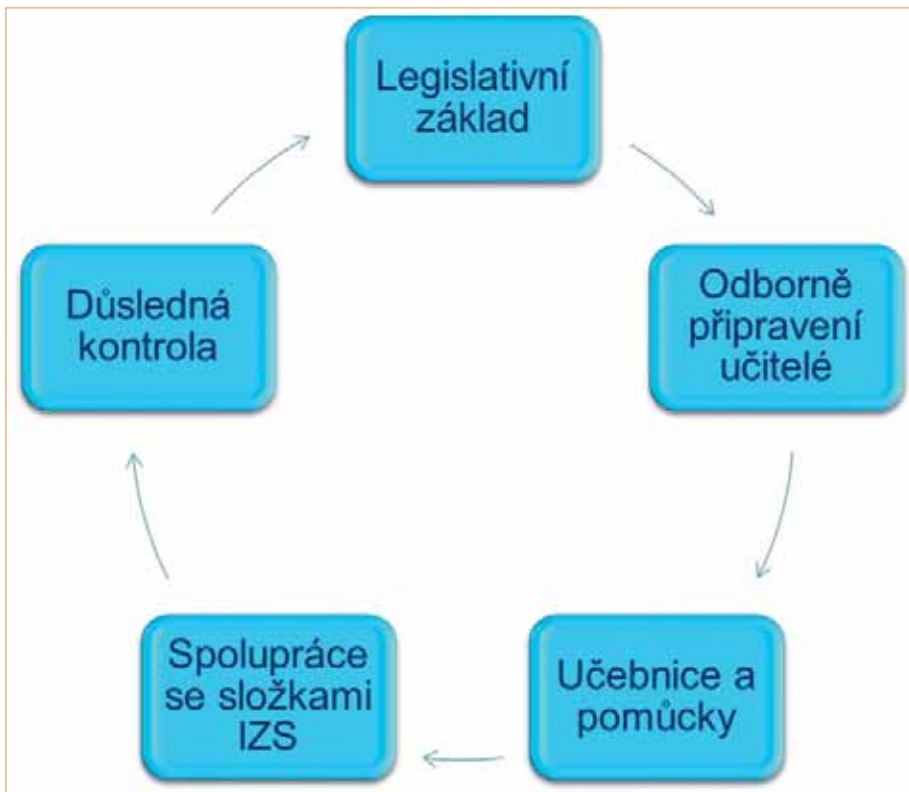 Legislativní
základ
Odborně
připravení
učitelé
Učebnice a
pomůcky
Spolupráce
se složkami
IZS
Důsledná
kontrola